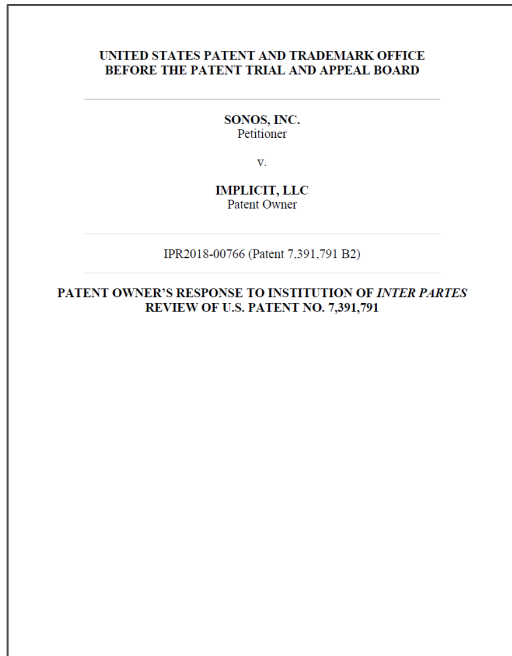 UNITED STATES PATENT AND TRADEMARK OFFICE
BEFORE THE PATENT TRIAL AND APPEAL BOARD
SONOS, INC.
Petitioner
v.
IMPLICIT, LLC
Patent Owner
IPR2018-00766 (Patent 7,391,791 B2)
PATENT OWNER’S RESPONSE TO INSTITUTION OF INTER PARTES
REVIEW OF U.S. PATENT NO. 7,391,791